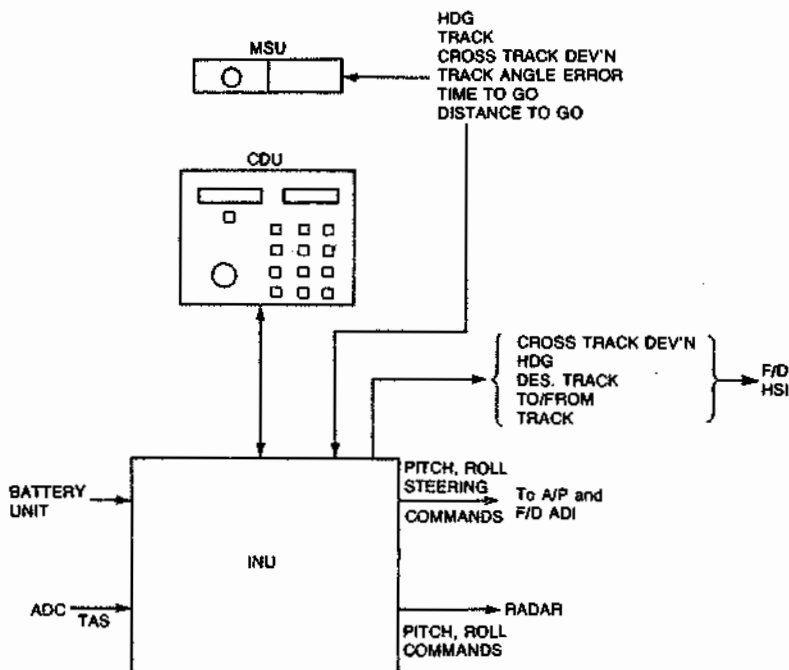 HDG
TRACK
CROSS TRACK DEV'N
TRACK ANGLE ERROR
TIME TO GO
DISTANCE TO GO
MSU
CDU
CROSS TRACK DEV'N
HDG
DES. TRACK
TO/FROM
TRACK
F/D
HSI
BATTERY
UNIT
PITCH, ROLL
STEERING
COMMANDS
To A/P and
F/D ADI
INU
ADC
TAS
RADAR
PITCH, ROLL
COMMANDS